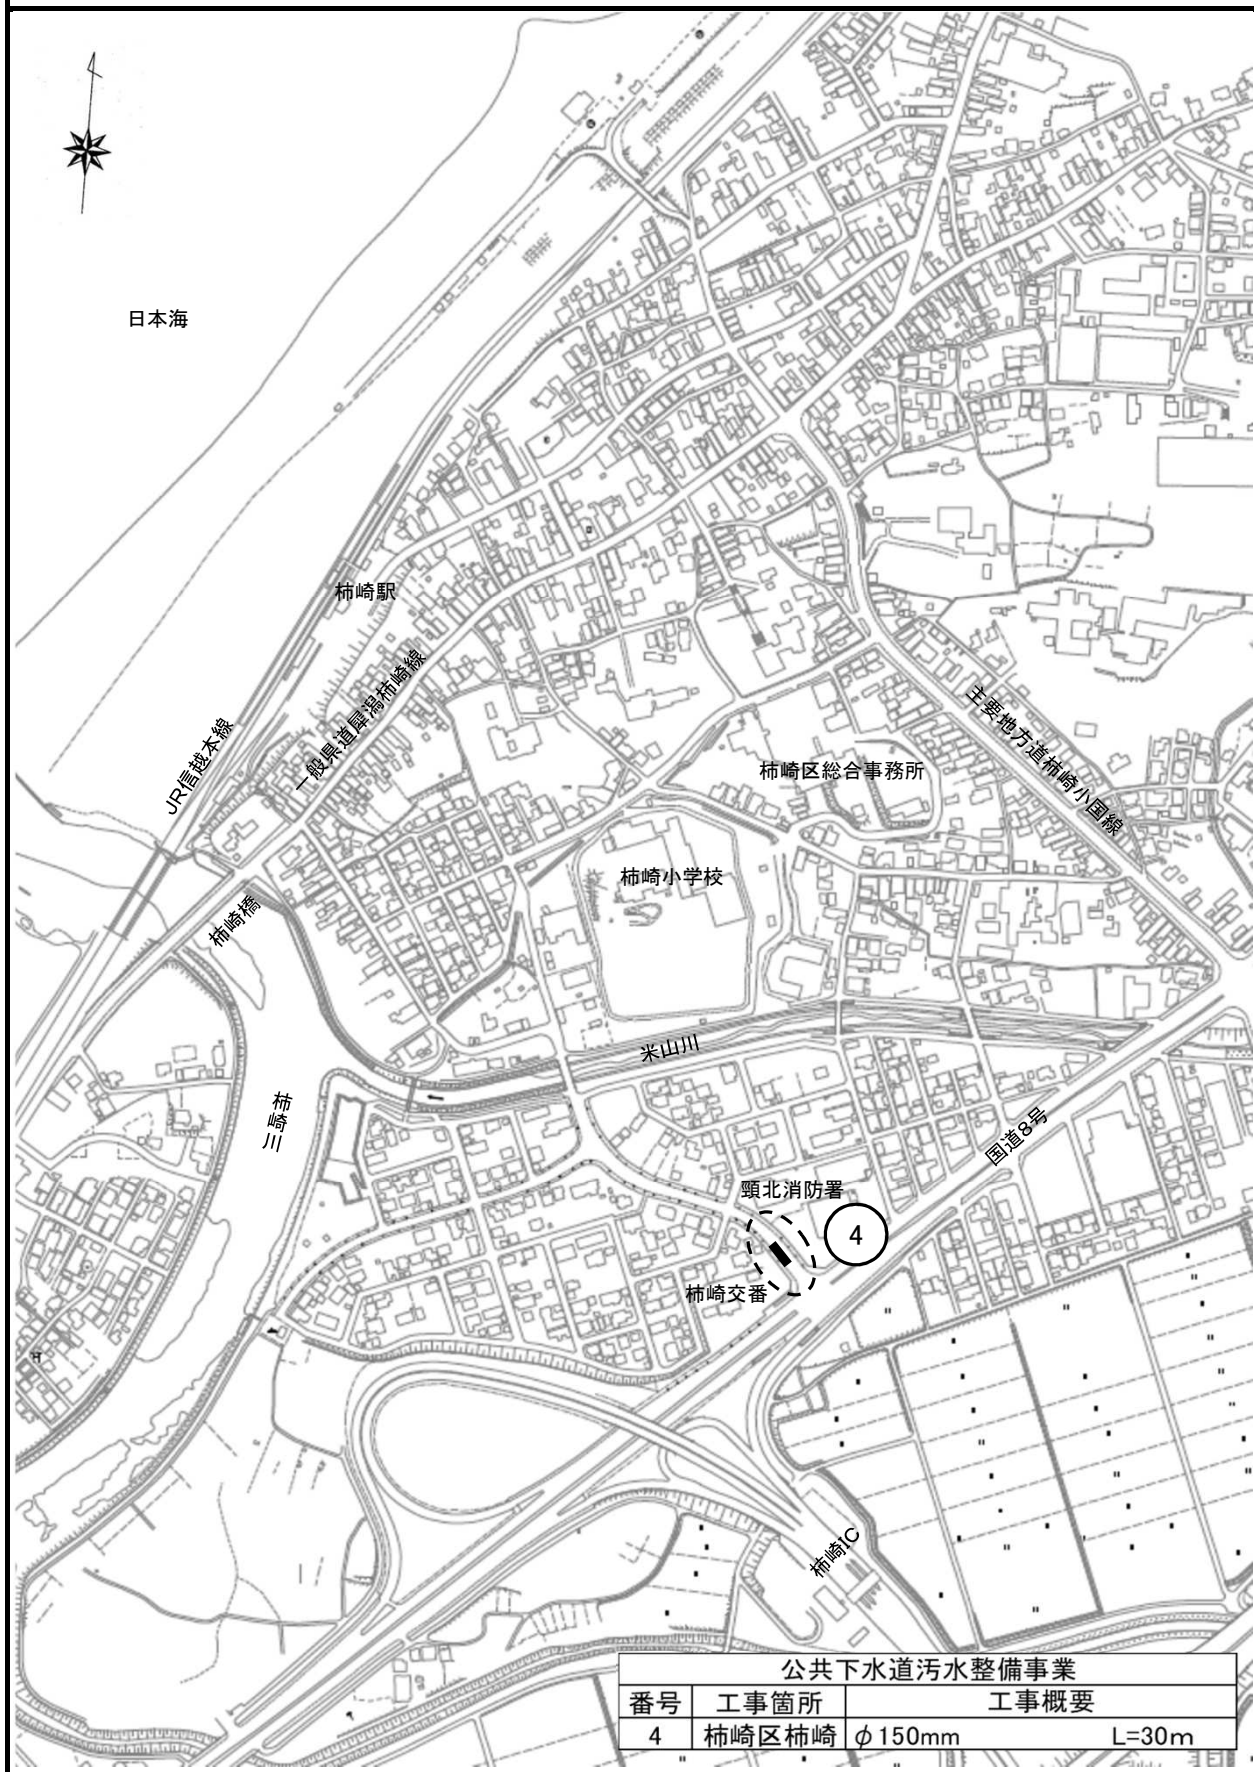 日本海
柿崎駅
一般県道犀潟柿崎線
JR信越本線
主要地方道柿崎小国線
柿崎区総合事務所
柿崎小学校
柿崎橋
米山川
柿崎川
国道8号
頸北消防署
4
柿崎交番
柿崎IC
公共下水道汚水整備事業
番号 工事箇所 工事概要
4 柿崎区柿崎 φ150mm L=30m